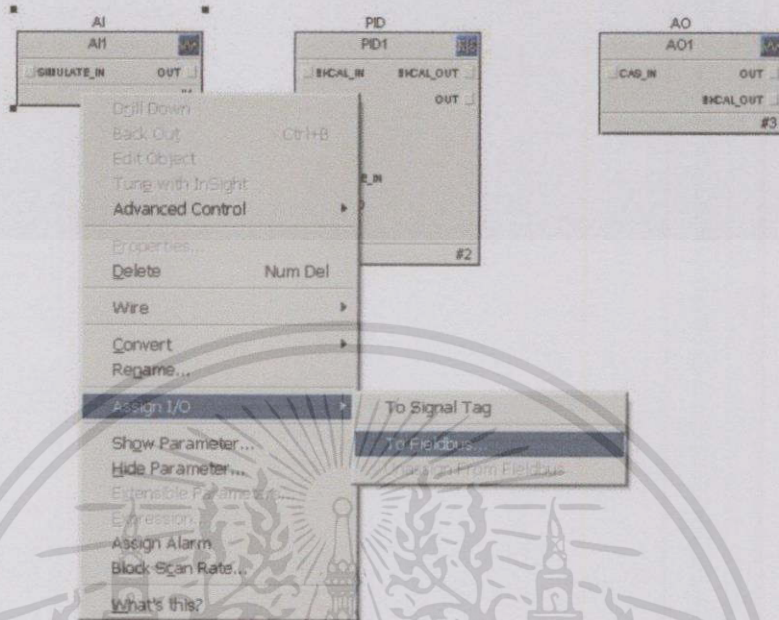 AI
AI1
SIMULATE_IN OUT
PID
PID1
BKCAL_IN BKCAL_OUT
OUT
#2
AO
AO1
CAS_IN OUT
BKCAL_OUT
#3
Drill Down
Back Out Ctrl+B
Edit Object
Tune with InSight
Advanced Control
Properties...
Delete Num Del
Wire
Convert
Rename...
Assign I/O
Show Parameter...
Hide Parameter...
Extensible Parameters...
Expression...
Assign Alarm
Block Scan Rate...
What's this?
To Signal Tag
To Fieldbus...
Unassign From Fieldbus